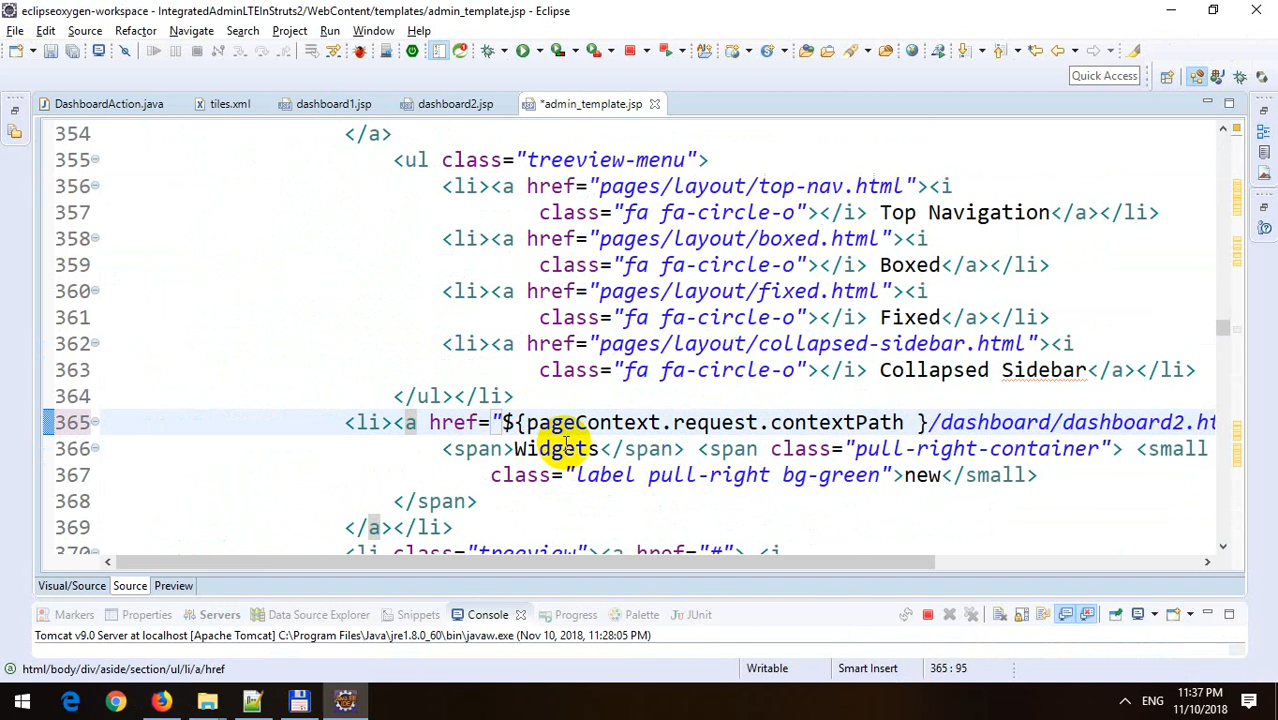 eclipseoxygen-workspace - IntegratedAdminLTEInStruts2/WebContent/templates/admin_template.jsp - Eclipse
File Edit Source Refactor Navigate Search Project Run Window Help
Quick Access
DashboardAction.java tiles.xml dashboard1.jsp dashboard2.jsp *admin_template.jsp
354 </a>
355 <ul class="treeview-menu">
356 <li><a href="pages/layout/top-nav.html"><i
357 class="fa fa-circle-o"></i> Top Navigation</a></li>
358 <li><a href="pages/layout/boxed.html"><i
359 class="fa fa-circle-o"></i> Boxed</a></li>
360 <li><a href="pages/layout/fixed.html"><i
361 class="fa fa-circle-o"></i> Fixed</a></li>
362 <li><a href="pages/layout/collapsed-sidebar.html"><i
363 class="fa fa-circle-o"></i> Collapsed Sidebar</a></li>
364 </ul></li>
365 <li><a href="${pageContext.request.contextPath }/dashboard/dashboard2.ht
366 <span>Widgets</span> <span class="pull-right-container"> <small
367 class="label pull-right bg-green">new</small>
368 </span>
369 </a></li>
370 <li class="treeview"><a href="#"> <i
Visual/Source Source Preview
Markers Properties Servers Data Source Explorer Snippets Console Progress Palette JUnit
Tomcat v9.0 Server at localhost [Apache Tomcat] C:\Program Files\Java\jre1.8.0_60\bin\javaw.exe (Nov 10, 2018, 11:28:05 PM)
html/body/div/aside/section/ul/li/a/href Writable Smart Insert 365 : 95
ENG 11:37 PM
11/10/2018